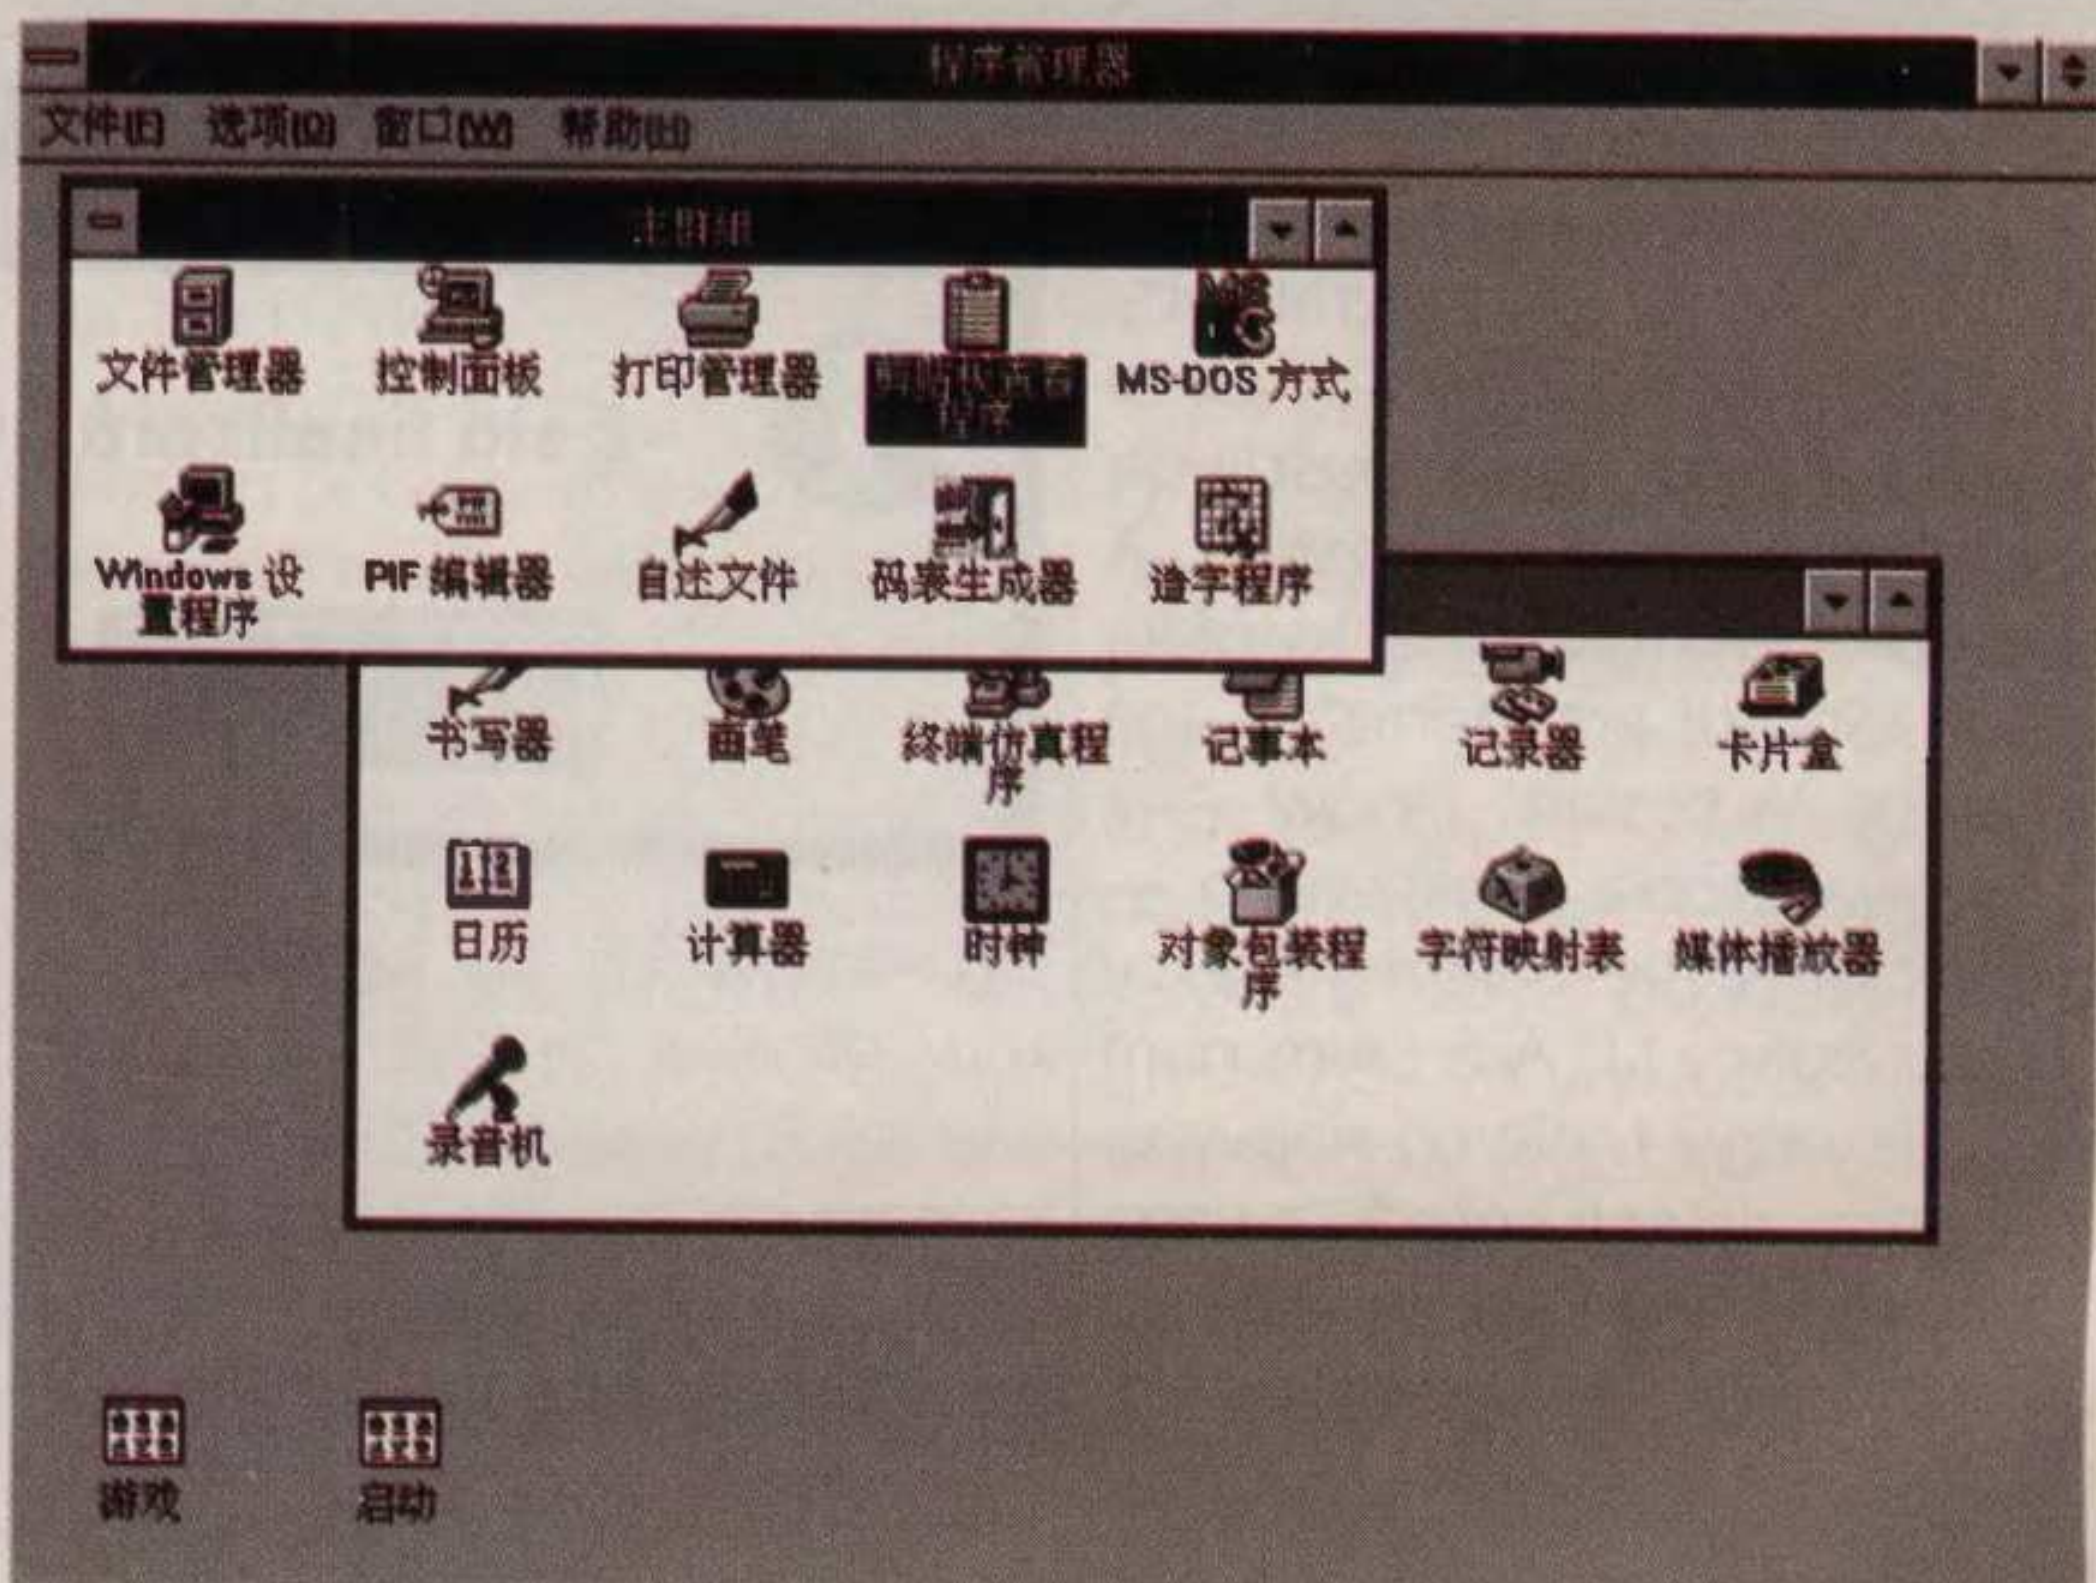 程序管理器
文件(F) 选项(O) 窗口(W) 帮助(H)
主群组
文件管理器 控制面板 打印管理器 MS-DOS 方式
程序
Windows 设 PIF 编辑器 自述文件 码表生成器 造字程序
置程序
书写器 画笔 终端仿真程 记事本 记录器 卡片盒
序
日历 计算器 时钟 对象包装程 字符映射表 媒体播放器
序
录音机
游戏 启动